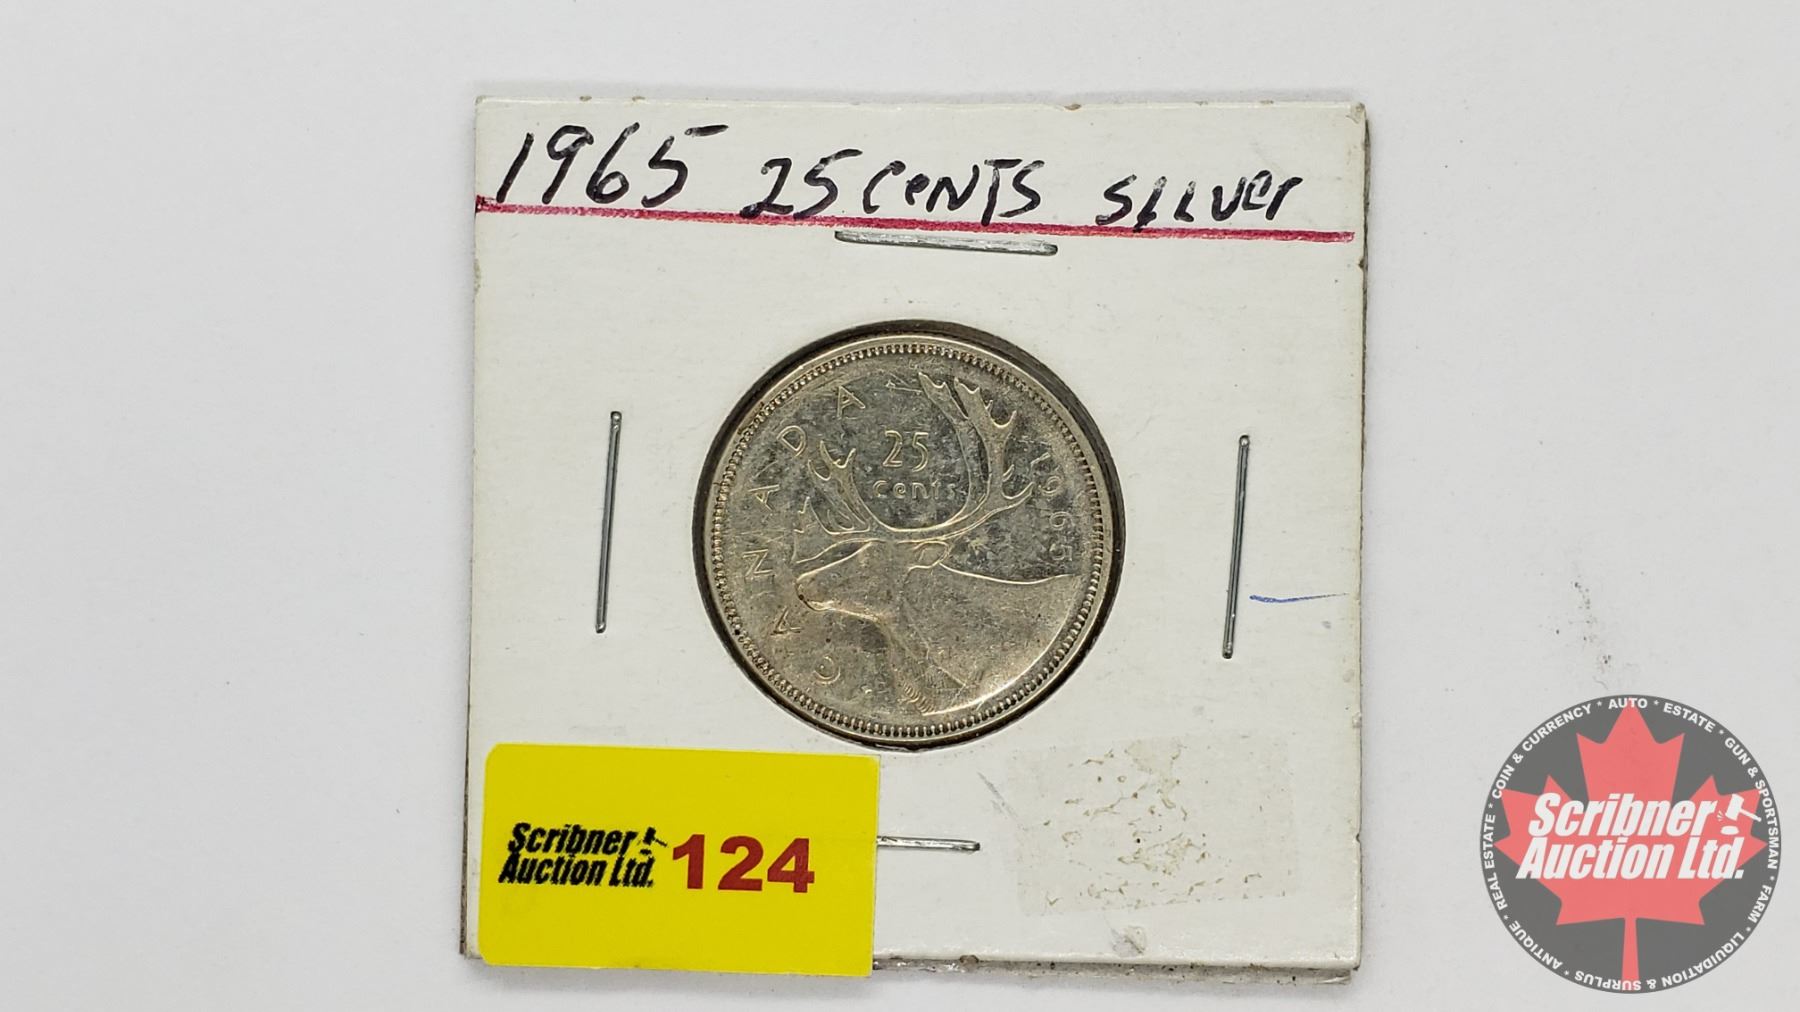 1965 25 CeNTS SILVer
CANADA
25
cents
1965
Scribner
Auction Ltd.
124
Scribner
Auction Ltd.
* REAL ESTATE * COIN & CURRENCY * AUTO * ESTATE * GUN & SPORTSMAN * FARM * LIQUIDATION & SURPLUS * ANTIQUE